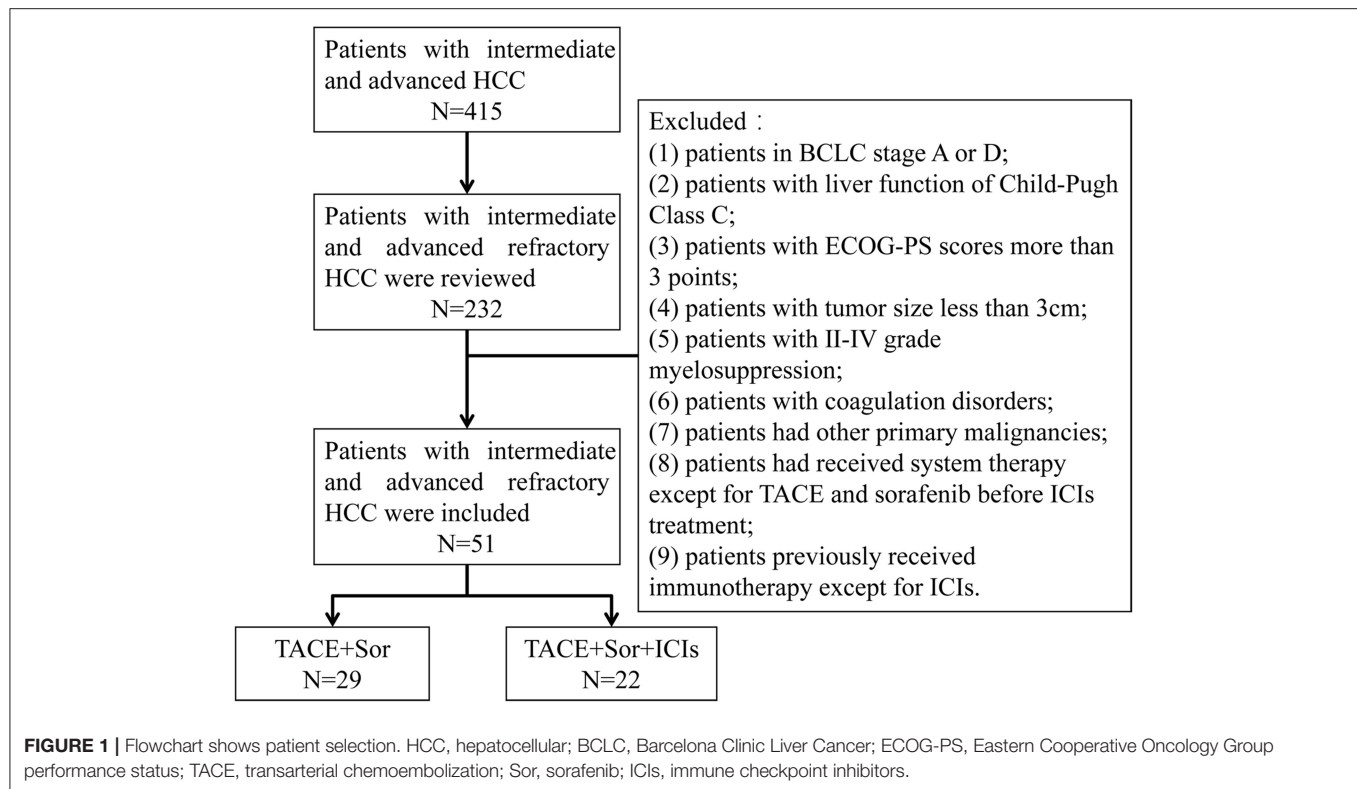 Patients with intermediate
and advanced HCC
N=415
Patients with intermediate
and advanced refractory
HCC were reviewed
N=232
Excluded：
(1) patients in BCLC stage A or D;
(2) patients with liver function of Child-Pugh
Class C;
(3) patients with ECOG-PS scores more than
3 points;
(4) patients with tumor size less than 3cm;
(5) patients with II-IV grade
myelosuppression;
(6) patients with coagulation disorders;
(7) patients had other primary malignancies;
(8) patients had received system therapy
except for TACE and sorafenib before ICIs
treatment;
(9) patients previously received
immunotherapy except for ICIs.
Patients with intermediate
and advanced refractory
HCC were included
N=51
TACE+Sor
N=29
TACE+Sor+ICIs
N=22
FIGURE 1 | Flowchart shows patient selection. HCC, hepatocellular; BCLC, Barcelona Clinic Liver Cancer; ECOG-PS, Eastern Cooperative Oncology Group
performance status; TACE, transarterial chemoembolization; Sor, sorafenib; ICIs, immune checkpoint inhibitors.